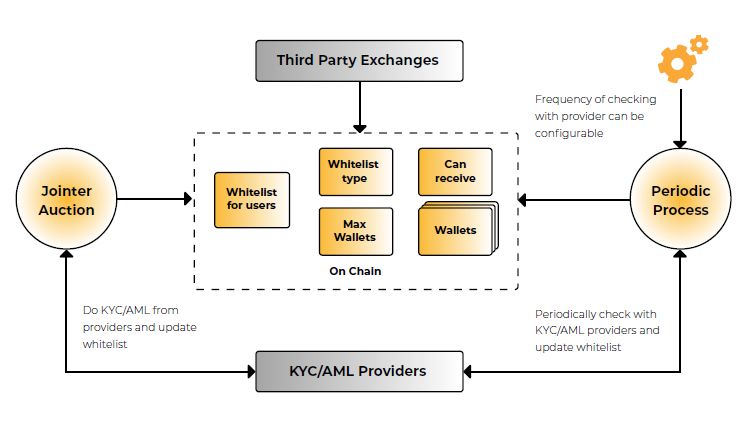 Third Party Exchanges
Frequency of checking
with provider can be
configurable
Jointer
Auction
Whitelist
for users
Whitelist
type
Can
receive
Max
Wallets
Wallets
On Chain
Periodic
Process
Do KYC/AML from
providers and update
whitelist
Periodically check with
KYC/AML providers and
update whitelist
KYC/AML Providers